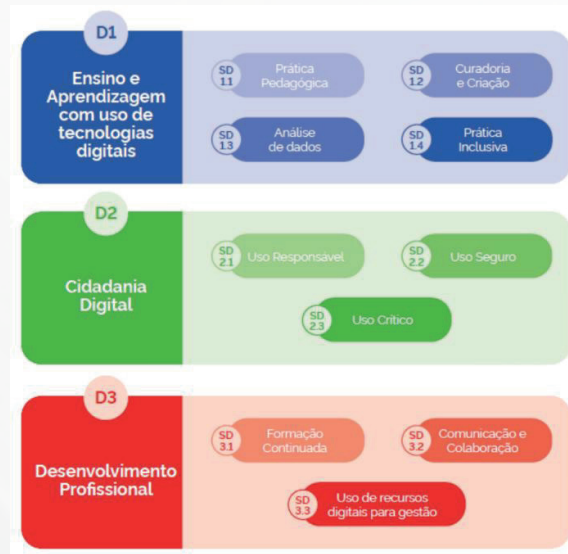 D1
Ensino e
Aprendizagem
com uso de
tecnologias
digitais
SD
1.1
Prática
Pedagógica
SD
1.2
Curadoria
e Criação
SD
1.3
Análise
de dados
SD
1.4
Prática
Inclusiva
D2
Cidadania
Digital
SD
2.1
Uso Responsável
SD
2.2
Uso Seguro
SD
2.3
Uso Crítico
D3
Desenvolvimento
Profissional
SD
3.1
Formação
Continuada
SD
3.2
Comunicação e
Colaboração
SD
3.3
Uso de recursos
digitais para gestão